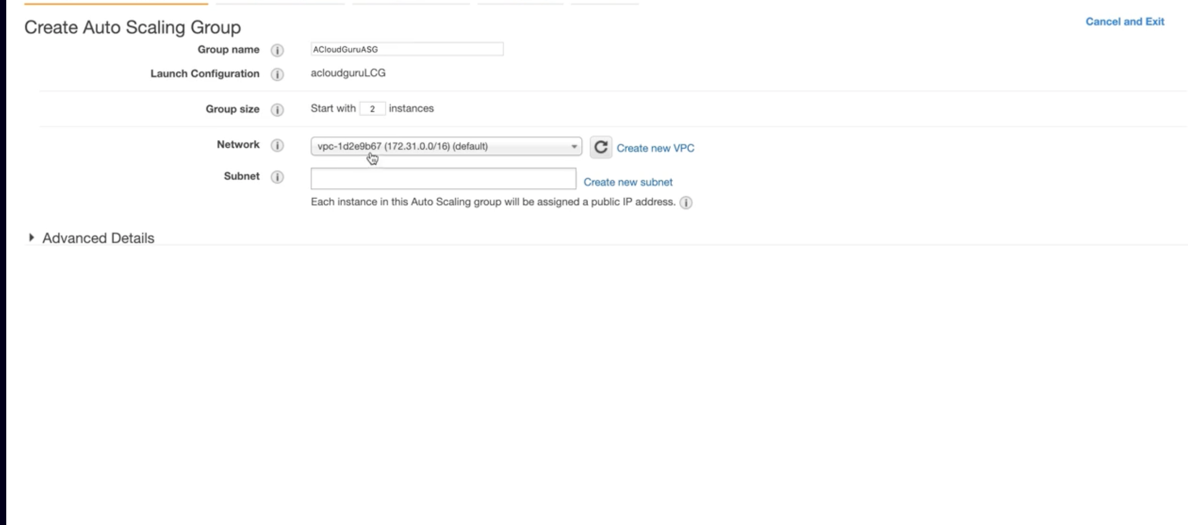 Create Auto Scaling Group
Cancel and Exit
Group name ACloudGuruASG
Launch Configuration acloudguruLCG
Group size Start with 2 instances
Network vpc-1d2e9b67 (172.31.0.0/16) (default) Create new VPC
Subnet Create new subnet
Each instance in this Auto Scaling group will be assigned a public IP address.
Advanced Details